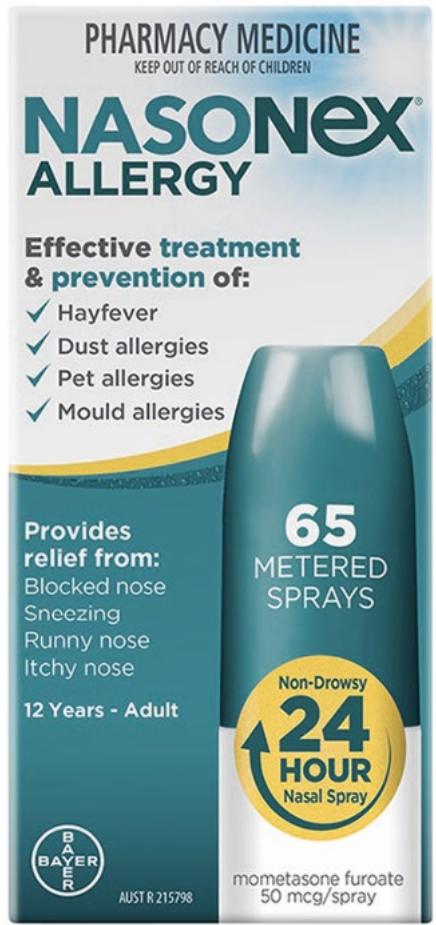 PHARMACY MEDICINE
KEEP OUT OF REACH OF CHILDREN
NASONEX®
ALLERGY
Effective treatment
& prevention of:
✓ Hayfever
✓ Dust allergies
✓ Pet allergies
✓ Mould allergies
65
METERED
SPRAYS
Provides
relief from:
Blocked nose
Sneezing
Runny nose
Itchy nose
12 Years - Adult
Non-Drowsy
24
HOUR
Nasal Spray
BAYER
BAYER
AUST R 215798
mometasone furoate
50 mcg/spray